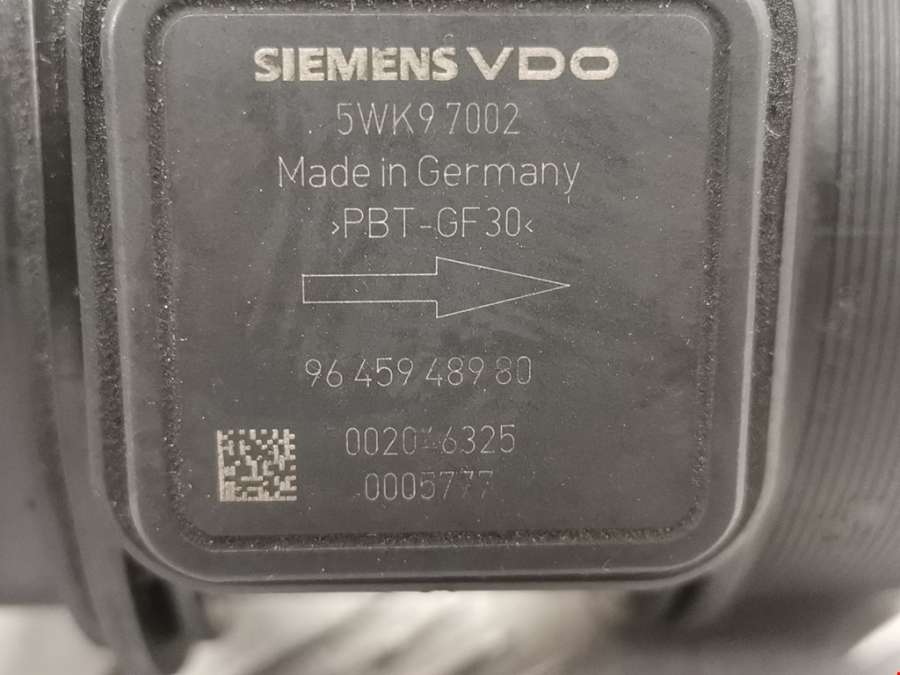 SIEMENS VDO
5WK9 7002
Made in Germany
>PBT-GF30<
96 459 489 80
0005777